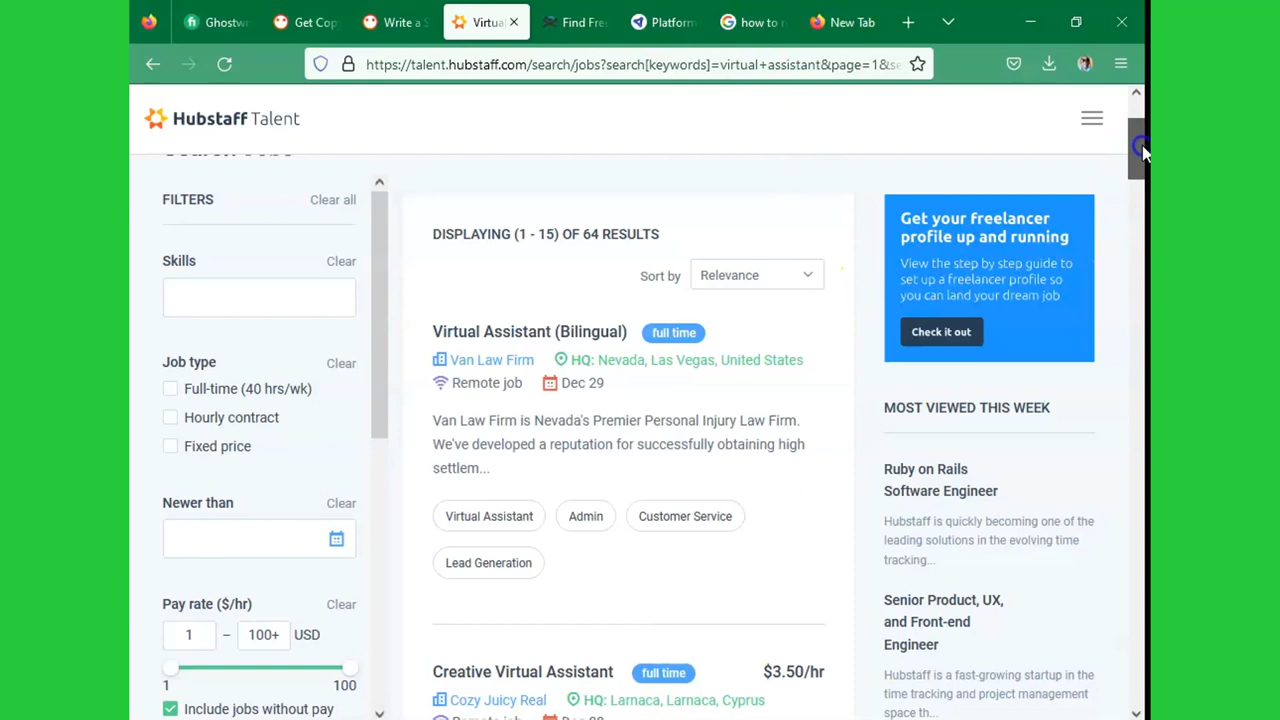 Ghostw
Get Cop
Write a S
Virtua
Find Free
Platform
how to
New Tab
https://talent.hubstaff.com/search/jobs?search[keywords]=virtual+assistant&page=1&se
Hubstaff Talent
FILTERS
Clear all
Skills
Clear
Job type
Clear
Full-time (40 hrs/wk)
Hourly contract
Fixed price
Newer than
Clear
Pay rate ($/hr)
Clear
1 – 100+ USD
1 100
Include jobs without pay
DISPLAYING (1 - 15) OF 64 RESULTS
Sort by Relevance
Virtual Assistant (Bilingual) full time
Van Law Firm HQ: Nevada, Las Vegas, United States
Remote job Dec 29
Van Law Firm is Nevada's Premier Personal Injury Law Firm.
We've developed a reputation for successfully obtaining high
settlem...
Virtual Assistant Admin Customer Service
Lead Generation
Creative Virtual Assistant full time $3.50/hr
Cozy Juicy Real HQ: Larnaca, Larnaca, Cyprus
Remote job
Get your freelancer
profile up and running
View the step by step guide to
set up a freelancer profile so
you can land your dream job
Check it out
MOST VIEWED THIS WEEK
Ruby on Rails
Software Engineer
Hubstaff is quickly becoming one of the
leading solutions in the evolving time
tracking...
Senior Product, UX,
and Front-end
Engineer
Hubstaff is a fast-growing startup in the
time tracking and project management
space th...